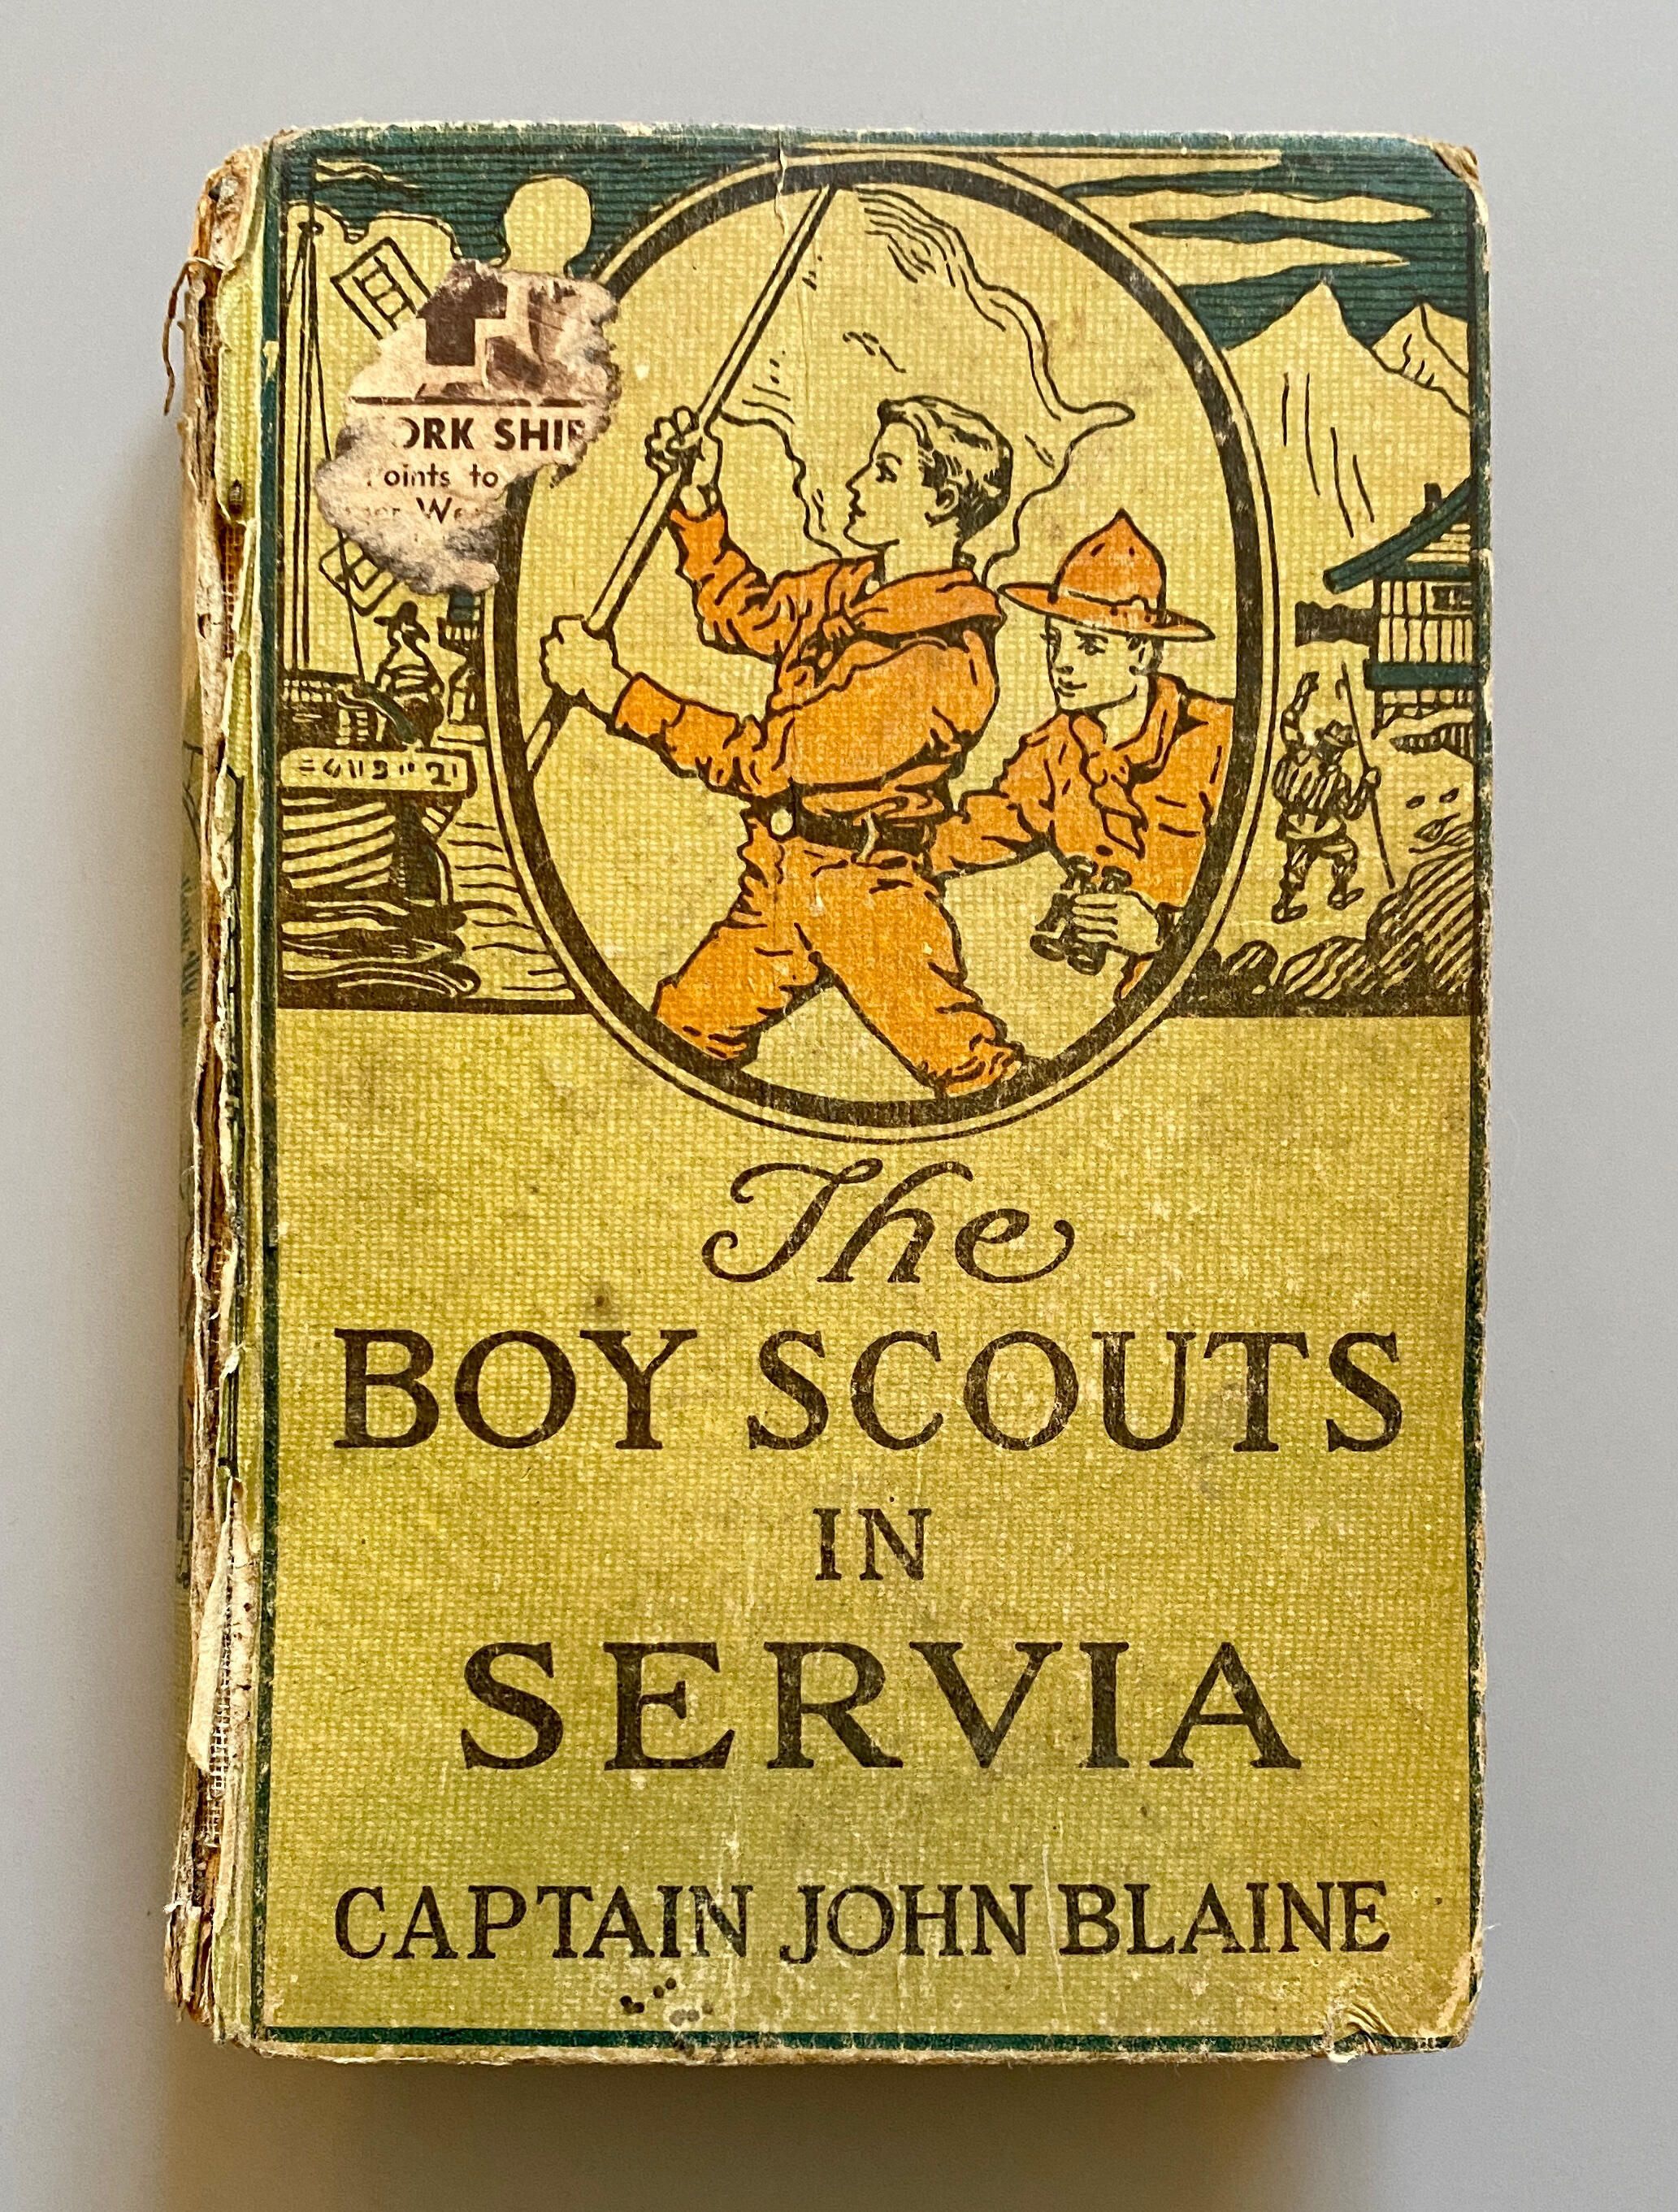 ORK SHI
oints to
The
BOY SCOUTS
IN
SERVIA
CAPTAIN JOHN BLAINE